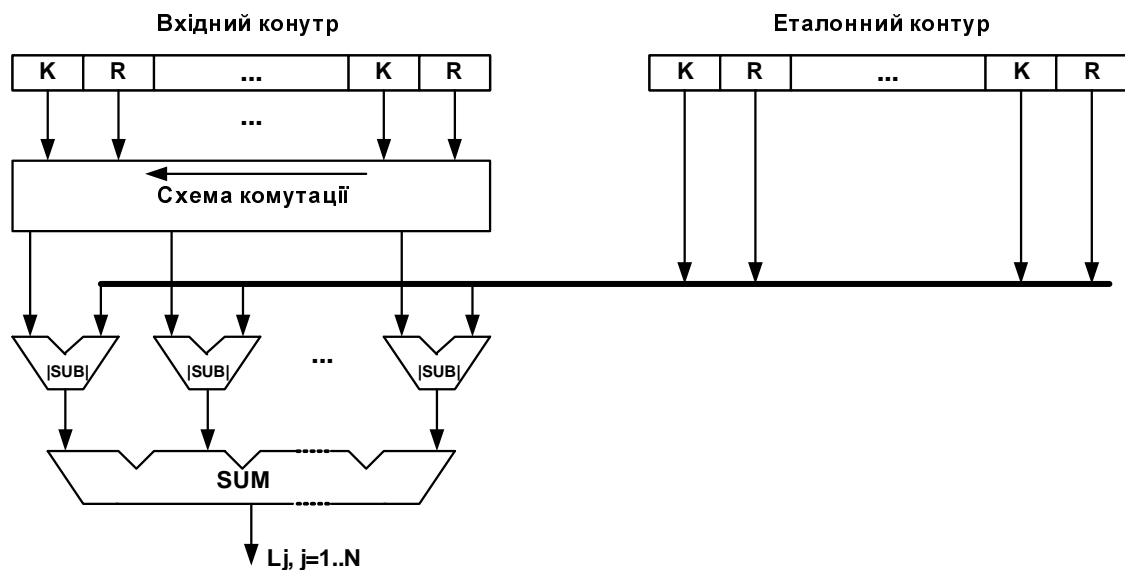 Вхідний конутр
Еталонний контур
K R ... K R
K R ... K R
...
Схема комутації
|SUB| |SUB| ... |SUB|
SUM
Lj, j=1..N